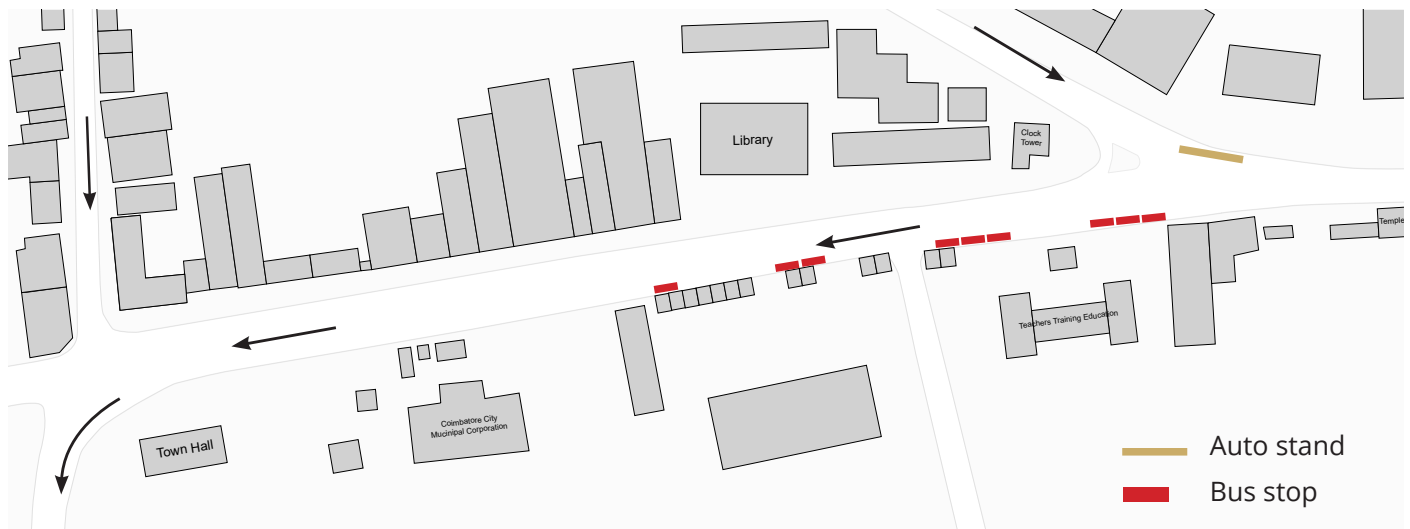 Library
Clock
Tower
Temple
Teachers Training Education
Coimbatore City
Mucinipal Corporation
Town Hall
Auto stand
Bus stop